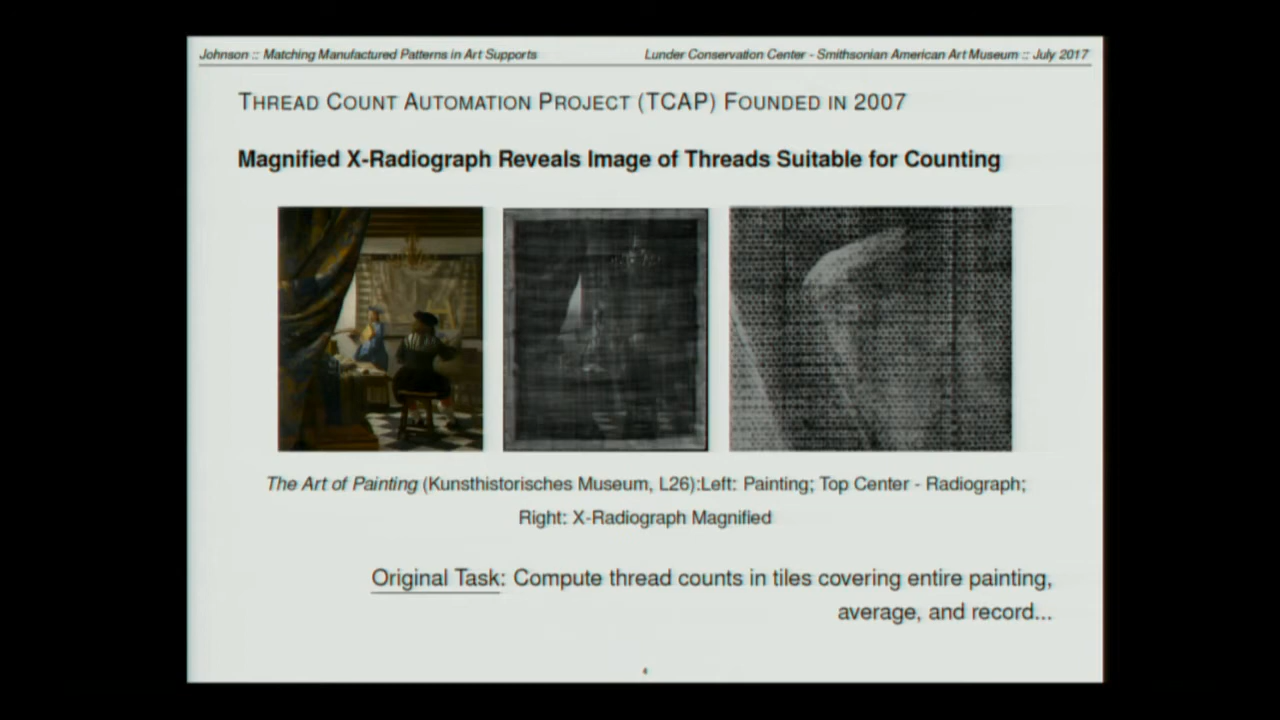 Johnson :: Matching Manufactured Patterns in Art Supports
Lunder Conservation Center - Smithsonian American Art Museum :: July 2017
THREAD COUNT AUTOMATION PROJECT (TCAP) FOUNDED IN 2007
Magnified X-Radiograph Reveals Image of Threads Suitable for Counting
The Art of Painting (Kunsthistorisches Museum, L26):Left: Painting; Top Center - Radiograph;
Right: X-Radiograph Magnified
Original Task: Compute thread counts in tiles covering entire painting,
average, and record...
4